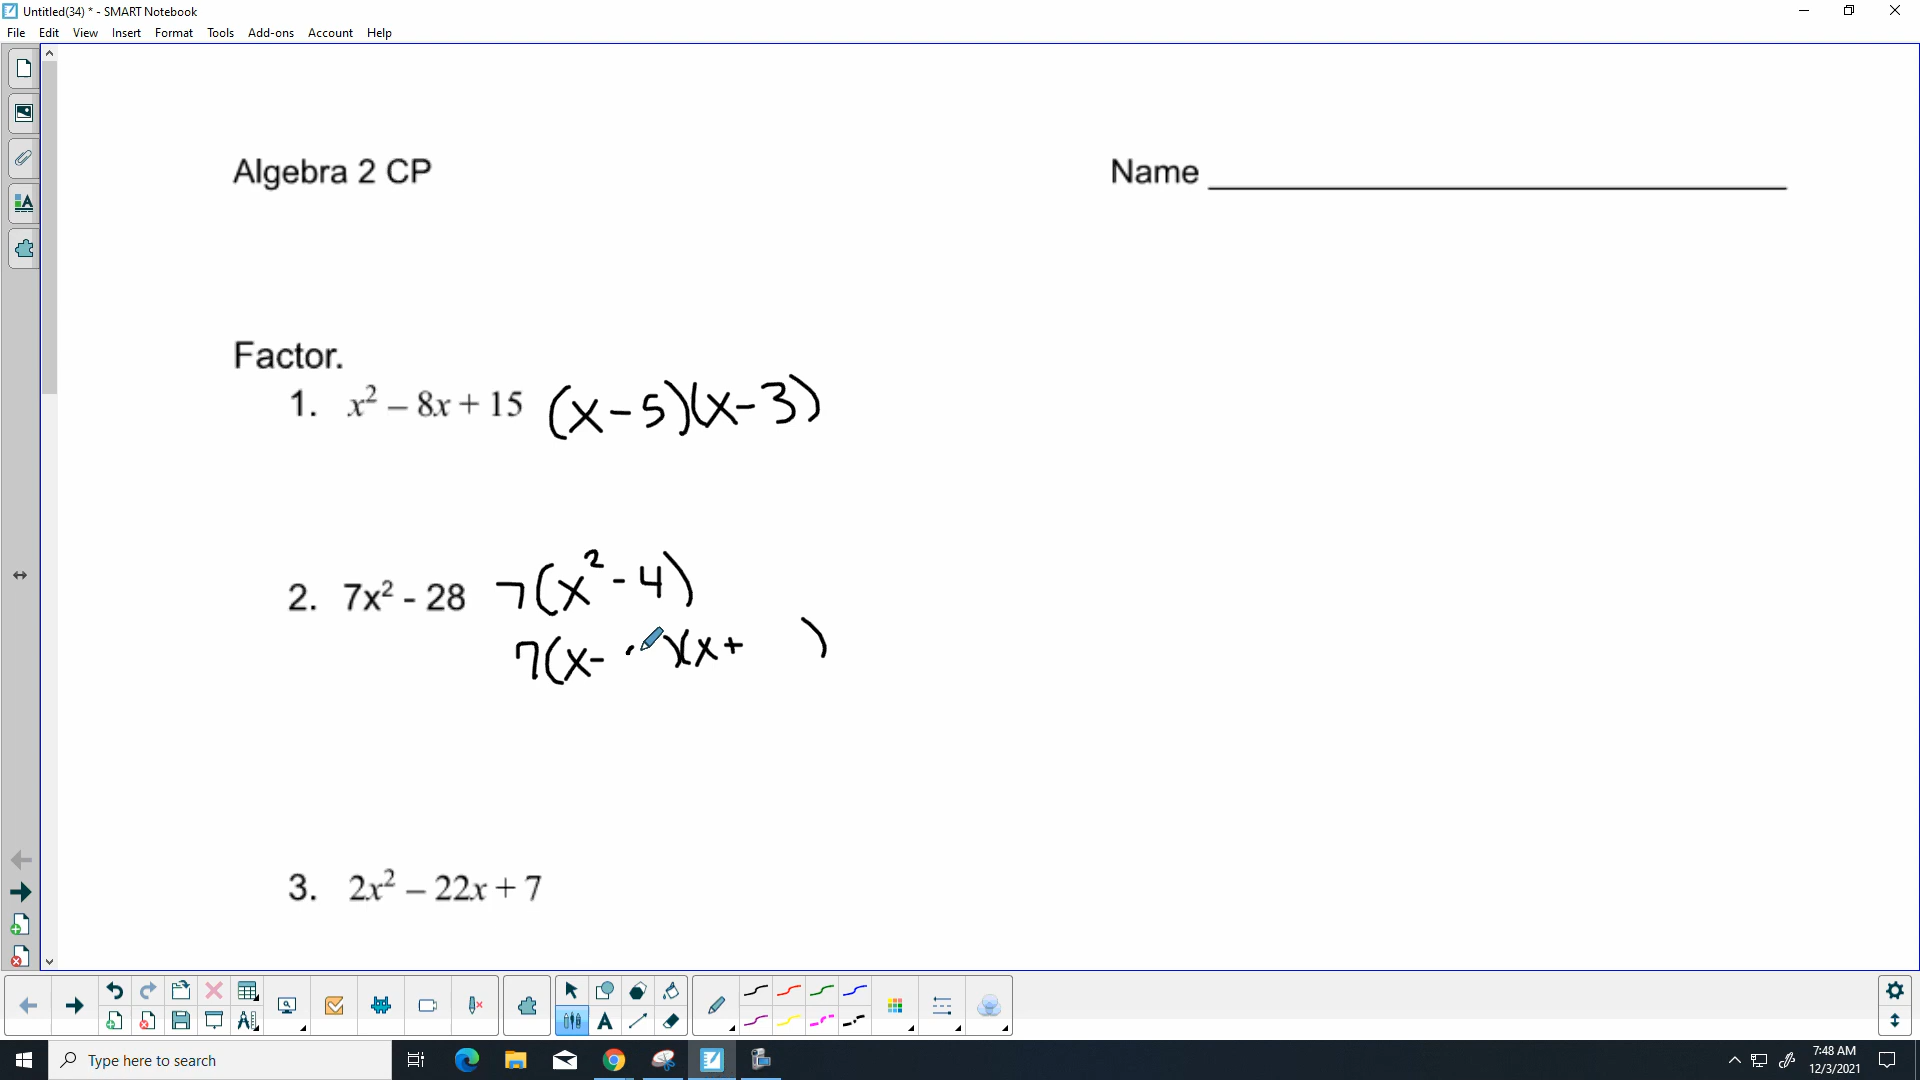 Untitled(34) * - SMART Notebook
File Edit View Insert Format Tools Add-ons Account Help
Algebra 2 CP
Name
Factor.
1. x² – 8x + 15 (x – 5)(x – 3)
2. 7x² - 28 7(x² - 4)
7(x - )(x + )
3. 2x² – 22x + 7
Type here to search
7:48 AM
12/3/2021